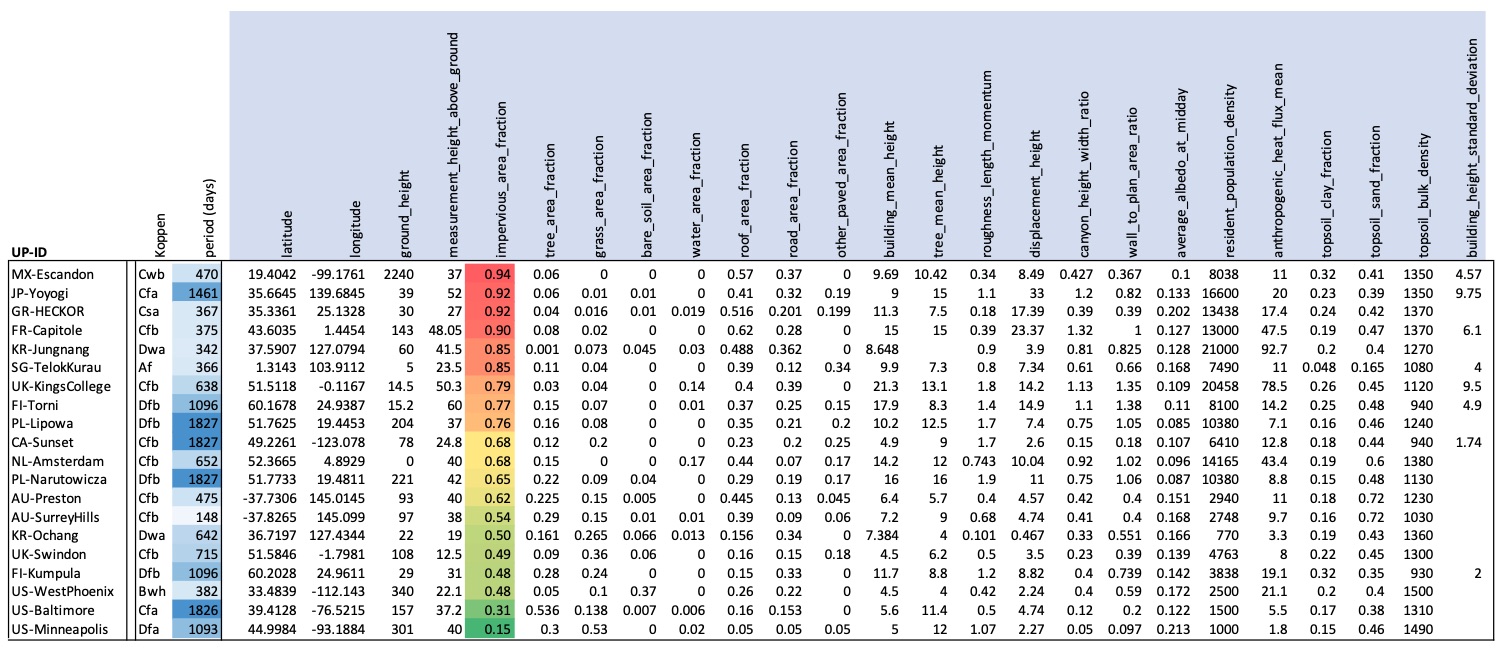 UP-ID Koppen period (days) latitude longitude ground_height measurement_height_above_ground impervious_area_fraction tree_area_fraction grass_area_fraction bare_soil_area_fraction water_area_fraction roof_area_fraction road_area_fraction other_paved_area_fraction building_mean_height tree_mean_height roughness_length_momentum displacement_height canyon_height_width_ratio wall_to_plan_area_ratio average_albedo_at_midday resident_population_density anthropogenic_heat_flux_mean topsoil_clay_fraction topsoil_sand_fraction topsoil_bulk_density building_height_standard_deviation
MX-Escandon Cwb 470 19.4042 -99.1761 2240 37 0.94 0.06 0 0 0 0.57 0.37 0 9.69 10.42 0.34 8.49 0.427 0.367 0.1 8038 11 0.32 0.41 1350 4.57
JP-Yoyogi Cfa 1461 35.6645 139.6845 39 52 0.92 0.06 0.01 0.01 0 0.41 0.32 0.19 9 15 1.1 33 1.2 0.82 0.133 16600 20 0.23 0.39 1350 9.75
GR-HECKOR Csa 367 35.3361 25.1328 30 27 0.92 0.04 0.016 0.01 0.019 0.516 0.201 0.199 11.3 7.5 0.18 17.39 0.39 0.39 0.202 13438 17.4 0.24 0.42 1370
FR-Capitole Cfb 375 43.6035 1.4454 143 48.05 0.90 0.08 0.02 0 0 0.62 0.28 0 15 15 0.39 23.37 1.32 1 0.127 13000 47.5 0.19 0.47 1370 6.1
KR-Jungnang Dwa 342 37.5907 127.0794 60 41.5 0.85 0.001 0.073 0.045 0.03 0.488 0.362 0 8.648 0.9 3.9 0.81 0.825 0.128 21000 92.7 0.2 0.4 1270
SG-TelokKurau Af 366 1.3143 103.9112 5 23.5 0.85 0.11 0.04 0 0 0.39 0.12 0.34 9.9 7.3 0.8 7.34 0.61 0.66 0.168 7490 11 0.048 0.165 1080 4
UK-KingsCollege Cfb 638 51.5118 -0.1167 14.5 50.3 0.79 0.03 0.04 0 0.14 0.4 0.39 0 21.3 13.1 1.8 14.2 1.13 1.35 0.109 20458 78.5 0.26 0.45 1120 9.5
FI-Torni Dfb 1096 60.1678 24.9387 15.2 60 0.77 0.15 0.07 0 0.01 0.37 0.25 0.15 17.9 8.3 1.4 14.9 1.1 1.38 0.11 8100 14.2 0.25 0.48 940 4.9
PL-Lipowa Dfb 1827 51.7625 19.4453 204 37 0.76 0.16 0.08 0 0 0.35 0.21 0.2 10.2 12.5 1.7 7.4 0.75 1.05 0.085 10380 7.1 0.16 0.46 1240
CA-Sunset Cfb 1827 49.2261 -123.078 78 24.8 0.68 0.12 0.2 0 0 0.23 0.2 0.25 4.9 9 1.7 2.6 0.15 0.18 0.107 6410 12.8 0.18 0.44 940 1.74
NL-Amsterdam Cfb 652 52.3665 4.8929 0 40 0.68 0.15 0 0 0.17 0.44 0.07 0.17 14.2 12 0.743 10.04 0.92 1.02 0.096 14165 43.4 0.19 0.6 1380
PL-Narutowicza Dfb 1827 51.7733 19.4811 221 42 0.65 0.22 0.09 0.04 0 0.29 0.19 0.17 16 16 1.9 11 0.75 1.06 0.087 10380 8.8 0.15 0.48 1130
AU-Preston Cfb 475 -37.7306 145.0145 93 40 0.62 0.225 0.15 0.005 0 0.445 0.13 0.045 6.4 5.7 0.4 4.57 0.42 0.4 0.151 2940 11 0.18 0.72 1230
AU-SurreyHills Cfb 148 -37.8265 145.099 97 38 0.54 0.29 0.15 0.01 0.01 0.39 0.09 0.06 7.2 9 0.68 4.74 0.41 0.4 0.168 2748 9.7 0.16 0.72 1030
KR-Ochang Dwa 642 36.7197 127.4344 22 19 0.50 0.161 0.265 0.066 0.013 0.156 0.34 0 7.384 4 0.101 0.467 0.33 0.551 0.166 770 3.3 0.19 0.43 1360
UK-Swindon Cfb 715 51.5846 -1.7981 108 12.5 0.49 0.09 0.36 0.06 0 0.16 0.15 0.18 4.5 6.2 0.5 3.5 0.23 0.39 0.139 4763 8 0.22 0.45 1300
FI-Kumpula Dfb 1096 60.2028 24.9611 29 31 0.48 0.28 0.24 0 0 0.15 0.33 0 11.7 8.8 1.2 8.82 0.4 0.739 0.142 3838 19.1 0.32 0.35 930 2
US-WestPhoenix Bwh 382 33.4839 -112.143 340 22.1 0.48 0.05 0.1 0.37 0 0.26 0.22 0 4.5 4 0.42 2.24 0.4 0.59 0.172 2500 21.1 0.2 0.4 1500
US-Baltimore Cfa 1826 39.4128 -76.5215 157 37.2 0.31 0.536 0.138 0.007 0.006 0.16 0.153 0 5.6 11.4 0.5 4.74 0.12 0.2 0.122 1500 5.5 0.17 0.38 1310
US-Minneapolis Dfa 1093 44.9984 -93.1884 301 40 0.15 0.3 0.53 0 0.02 0.05 0.05 0.05 5 12 1.07 2.27 0.05 0.097 0.213 1000 1.8 0.15 0.46 1490